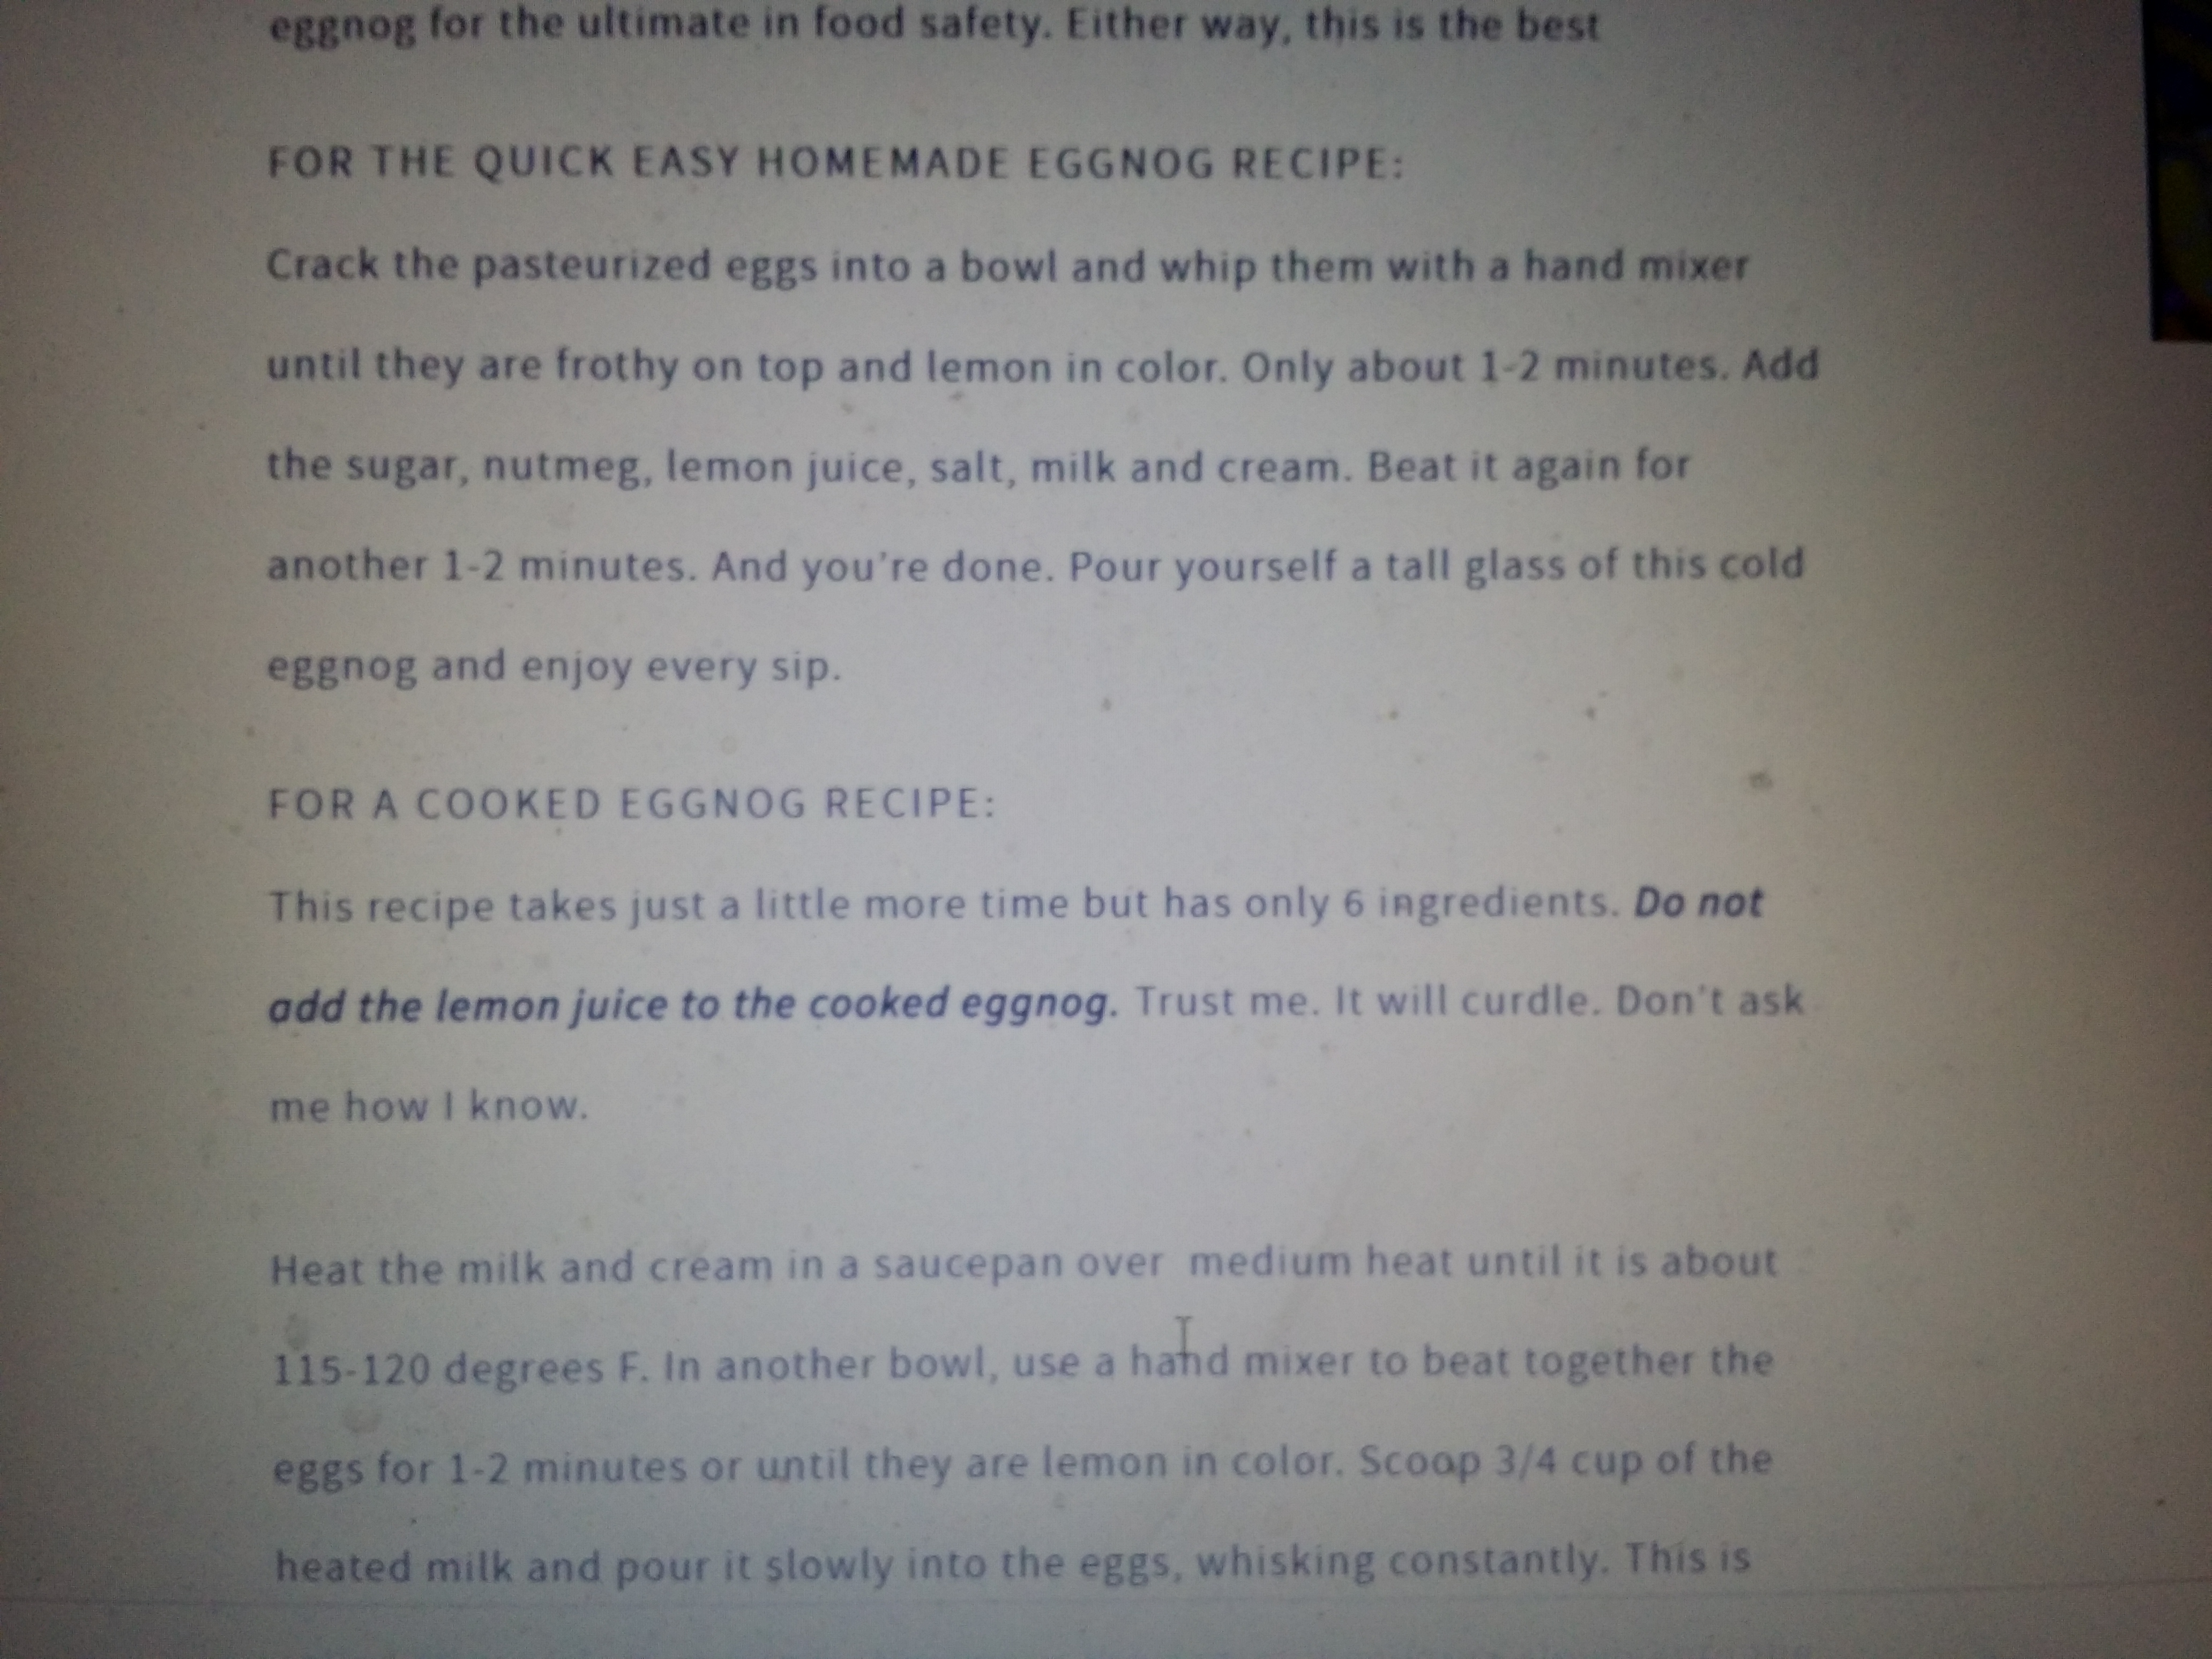 eggnog for the ultimate in food safety. Either way, this is the best
FOR THE QUICK EASY HOMEMADE EGGNOG RECIPE:
Crack the pasteurized eggs into a bowl and whip them with a hand mixer
until they are frothy on top and lemon in color. Only about 1-2 minutes. Add
the sugar, nutmeg, lemon juice, salt, milk and cream. Beat it again for
another 1-2 minutes. And you're done. Pour yourself a tall glass of this cold
eggnog and enjoy every sip.
FOR A COOKED EGGNOG RECIPE:
This recipe takes just a little more time but has only 6 ingredients. Do not
add the lemon juice to the cooked eggnog. Trust me. It will curdle. Don't ask
me how I know.
Heat the milk and cream in a saucepan over medium heat until it is about
115-120 degrees F. In another bowl, use a hand mixer to beat together the
eggs for 1-2 minutes or until they are lemon in color. Scoop 3/4 cup of the
heated milk and pour it slowly into the eggs, whisking constantly. This is